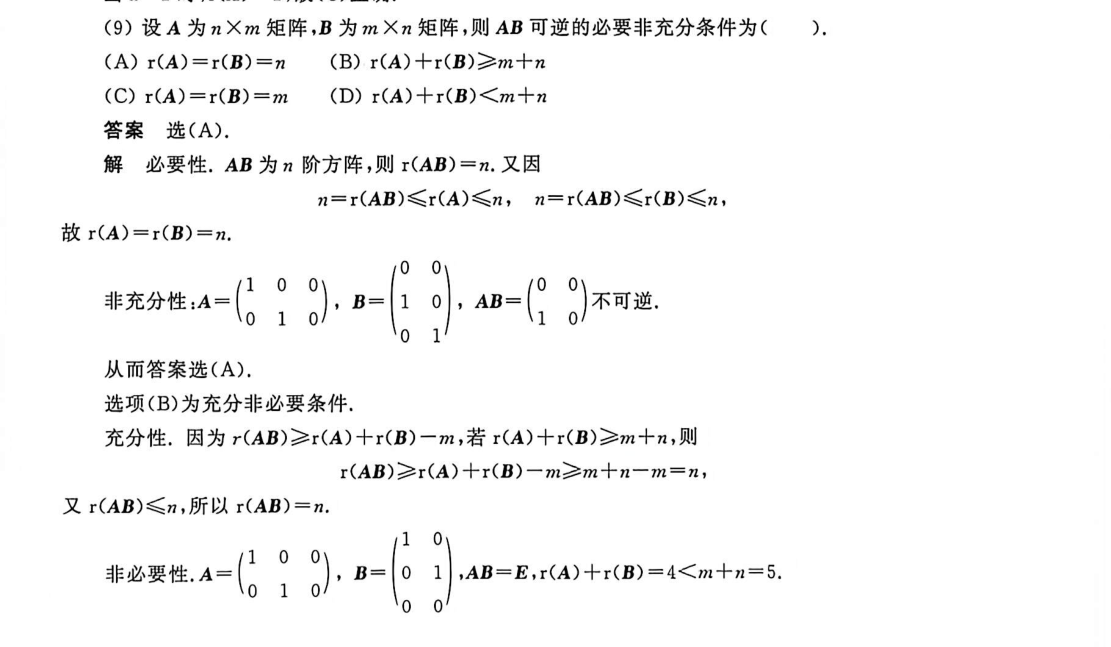 (9) 设 A 为 n×m 矩阵,B 为 m×n 矩阵,则 AB 可逆的必要非充分条件为(  ).
(A) r(A)=r(B)=n  (B) r(A)+r(B)⩾m+n
(C) r(A)=r(B)=m  (D) r(A)+r(B)<m+n
答案 选(A).
解 必要性. AB 为 n 阶方阵,则 r(AB)=n. 又因
n=r(AB)⩽r(A)⩽n, n=r(AB)⩽r(B)⩽n,
故 r(A)=r(B)=n.
非充分性:A=(1 0 0; 0 1 0), B=(0 0; 1 0; 0 1), AB=(0 0; 1 0)不可逆.
从而答案选(A).
选项(B)为充分非必要条件.
充分性. 因为 r(AB)⩾r(A)+r(B)-m,若 r(A)+r(B)⩾m+n,则
r(AB)⩾r(A)+r(B)-m⩾m+n-m=n,
又 r(AB)⩽n,所以 r(AB)=n.
非必要性. A=(1 0 0; 0 1 0), B=(1 0; 0 1; 0 0),AB=E,r(A)+r(B)=4<m+n=5.